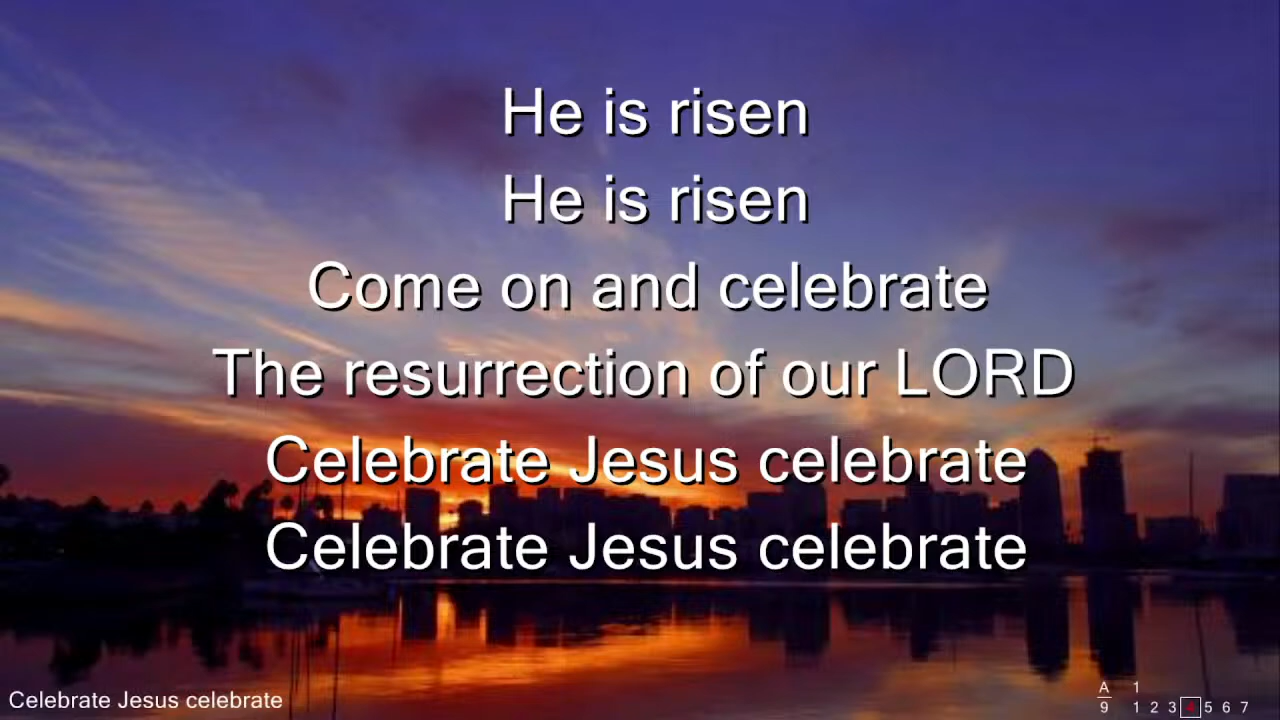 He is risen
He is risen
Come on and celebrate
The resurrection of our LORD
Celebrate Jesus celebrate
Celebrate Jesus celebrate
Celebrate Jesus celebrate
A 1
9 1 2 3 4 5 6 7